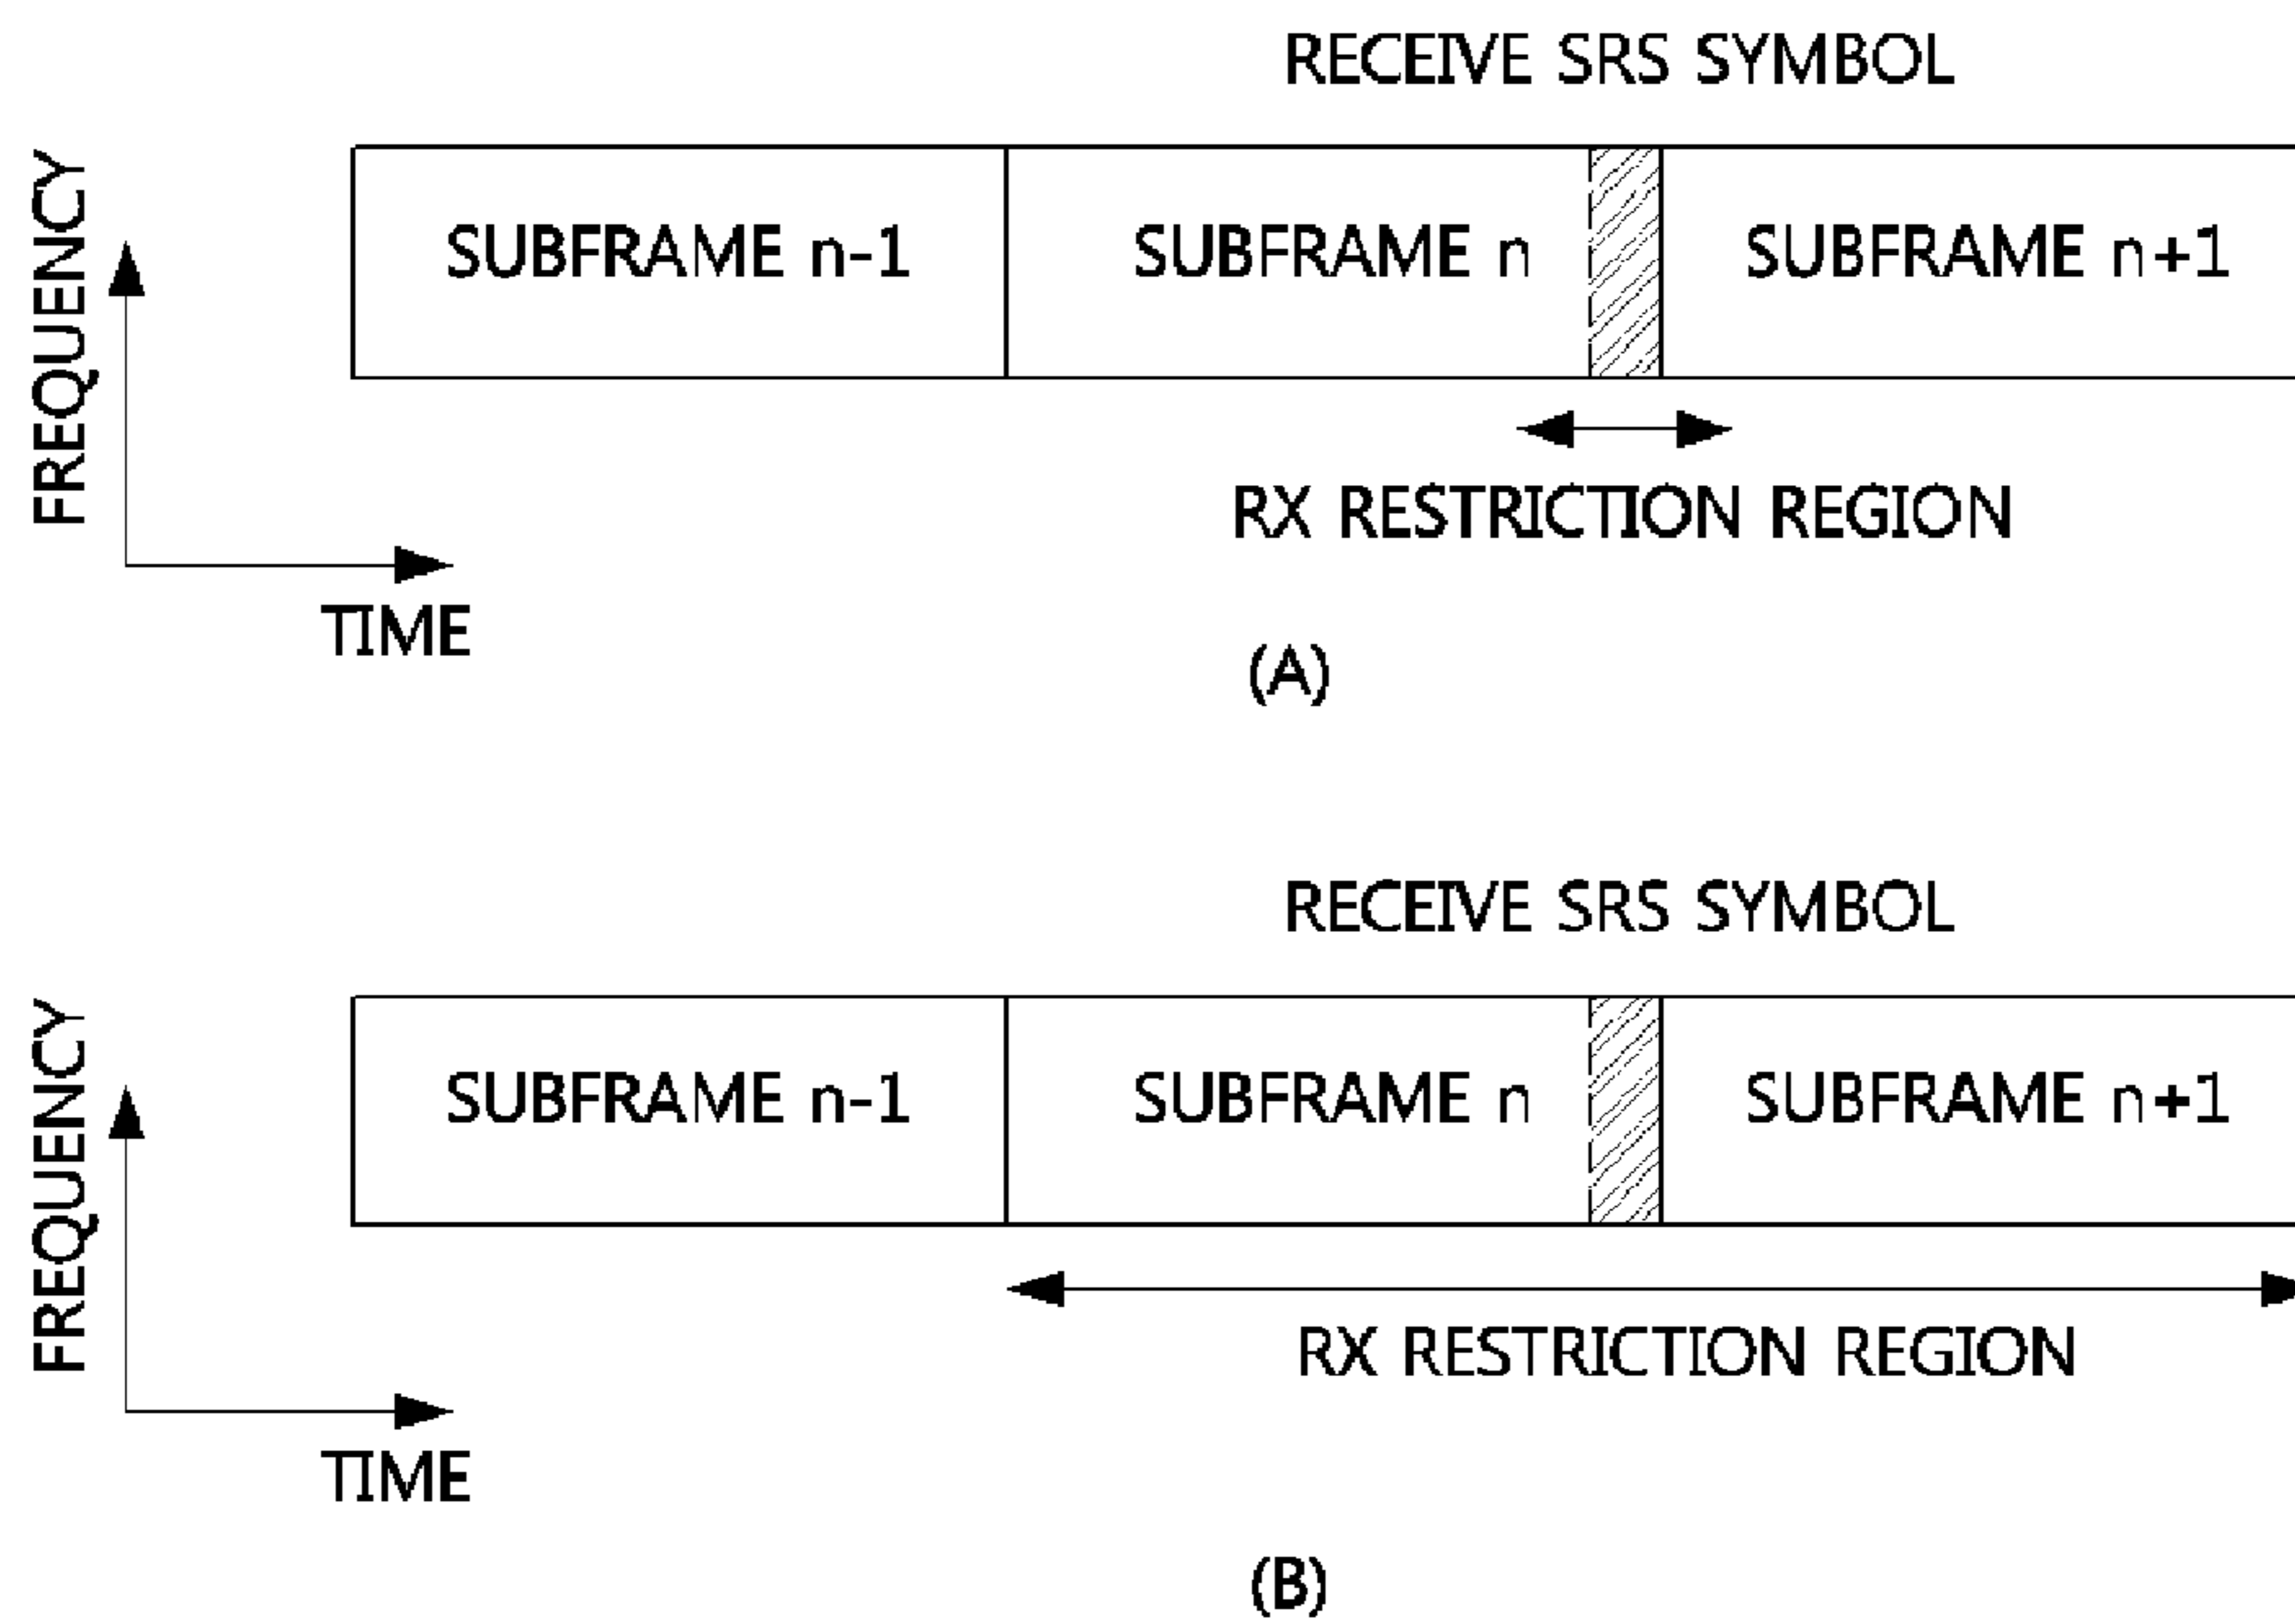 RECEIVE SRS SYMBOL
FREQUENCY
SUBFRAME n-1
SUBFRAME n
SUBFRAME n+1
RX RESTRICTION REGION
TIME
(A)
RECEIVE SRS SYMBOL
FREQUENCY
SUBFRAME n-1
SUBFRAME n
SUBFRAME n+1
RX RESTRICTION REGION
TIME
(B)